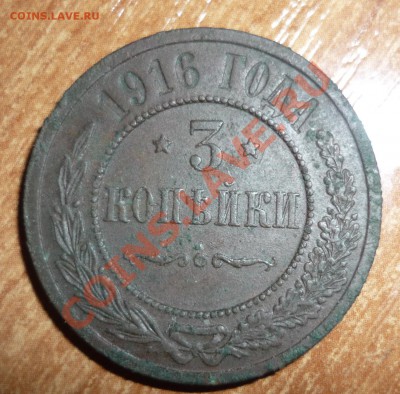 COINS.LAVE.RU
1916 ГОДА
3
КОПѢЙКИ
COINS.LAVE.RU